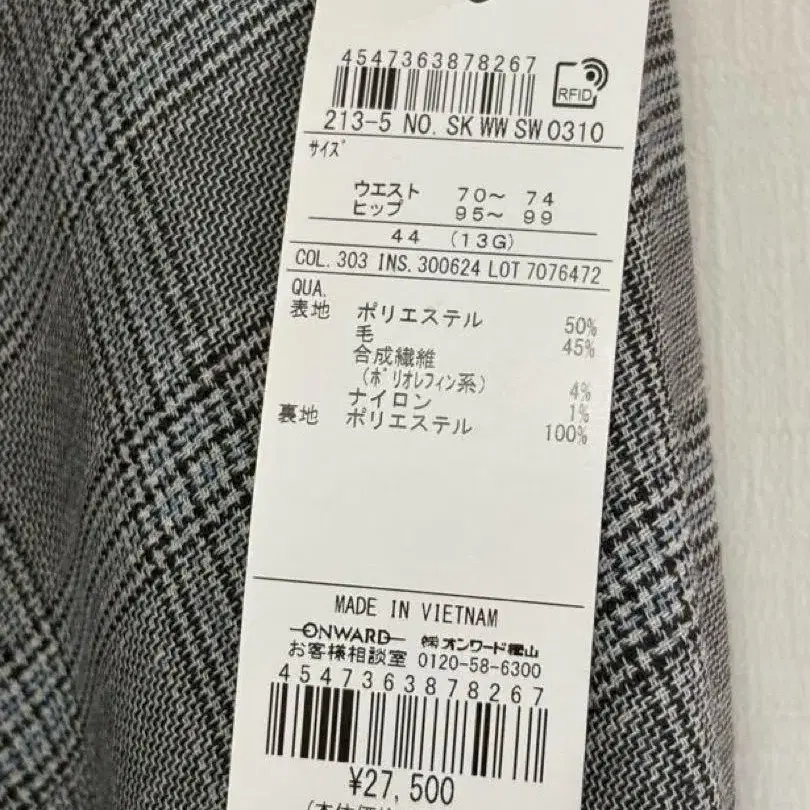 4547363878267
RFID
213-5 NO. SK WW SW 0310
サイズ
ウエスト 70～ 74
ヒップ 95～ 99
44 (13G)
COL. 303 INS. 300624 LOT 7076472
QUA.
表地 ポリエステル 50%
毛 45%
合成繊維
(ポリオレフィン系) 4%
ナイロン 1%
裏地 ポリエステル 100%
MADE IN VIETNAM
ONWARD ㈱オンワード樫山
お客様相談室 0120-58-6300
4547363878267
¥27,500